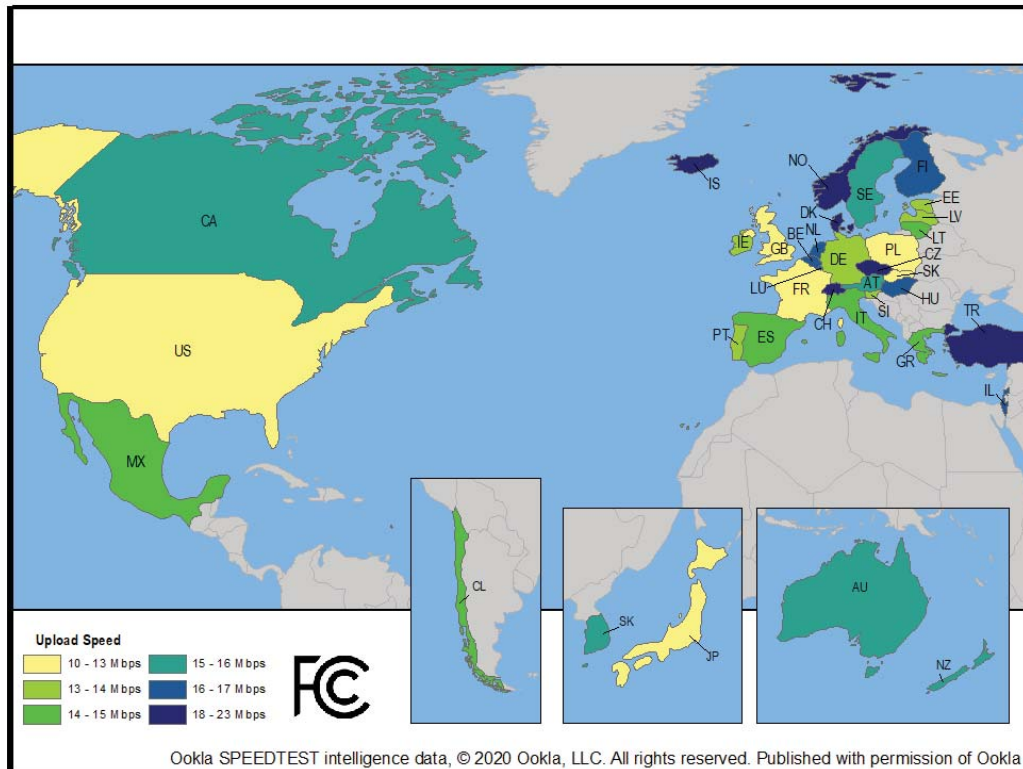 NO
FI
IS
SE
EE
DK
LV
CA
NL
BE
IE
LT
GB
DE
PL
CZ
SK
LU
AT
FR
HU
SI
US
CH
IT
TR
PT
ES
GR
IL
MX
CL
AU
SK
JP
NZ
Upload Speed
10 - 13 Mbps
15 - 16 Mbps
13 - 14 Mbps
16 - 17 Mbps
14 - 15 Mbps
18 - 23 Mbps
FCC
Ookla SPEEDTEST intelligence data, © 2020 Ookla, LLC. All rights reserved. Published with permission of Ookla